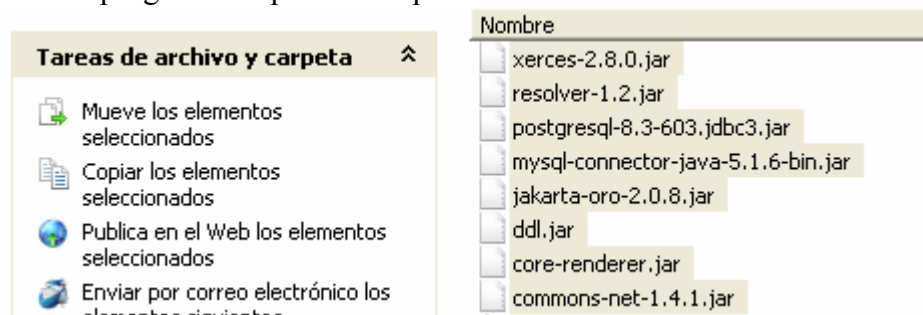 Tareas de archivo y carpeta
Mueve los elementos
seleccionados
Copiar los elementos
seleccionados
Publica en el Web los elementos
seleccionados
Enviar por correo electrónico los
Nombre
xerces-2.8.0.jar
resolver-1.2.jar
postgresql-8.3-603.jdbc3.jar
mysql-connector-java-5.1.6-bin.jar
jakarta-oro-2.0.8.jar
ddl.jar
core-renderer.jar
commons-net-1.4.1.jar